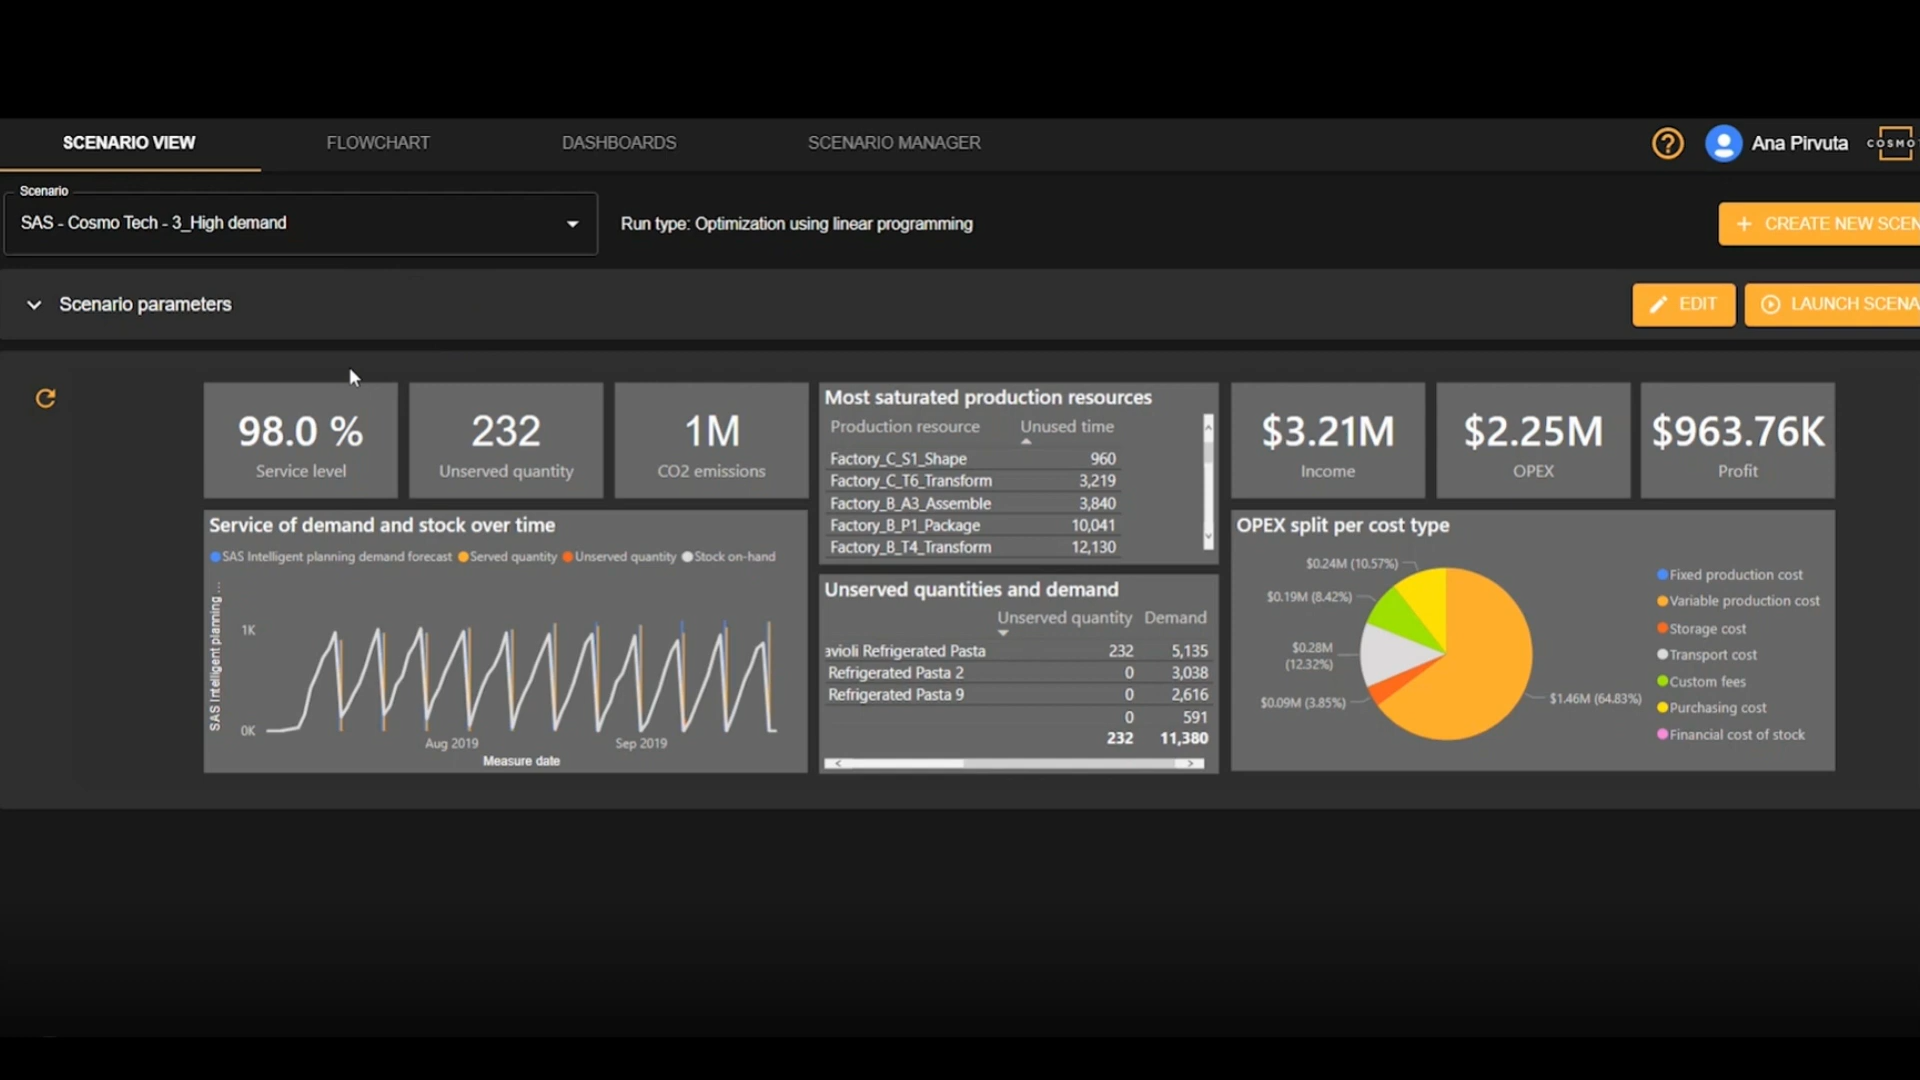 SCENARIO VIEW
FLOWCHART
DASHBOARDS
SCENARIO MANAGER
?
Ana Pirvuta
COSMO
Scenario
SAS - Cosmo Tech - 3_High demand
Run type: Optimization using linear programming
+ CREATE NEW SCEN
Scenario parameters
EDIT
LAUNCH SCENA
98.0 %
Service level
232
Unserved quantity
1M
CO2 emissions
Most saturated production resources
Production resource Unused time
Factory_C_S1_Shape 960
Factory_C_T6_Transform 3,219
Factory_B_A3_Assemble 3,840
Factory_B_P1_Package 10,041
Factory_B_T4_Transform 12,130
$3.21M
Income
$2.25M
OPEX
$963.76K
Profit
Service of demand and stock over time
SAS Intelligent planning demand forecast Served quantity Unserved quantity Stock on-hand
SAS Intelligent planning ...
1K
0K
Aug 2019 Sep 2019
Measure date
Unserved quantities and demand
Unserved quantity Demand
avioli Refrigerated Pasta 232 5,135
Refrigerated Pasta 2 0 3,038
Refrigerated Pasta 9 0 2,616
0 591
232 11,380
OPEX split per cost type
$0.24M (10.57%)
$0.19M (8.42%)
$0.28M
(12.32%)
$0.09M (3.85%)
$1.46M (64.83%)
Fixed production cost
Variable production cost
Storage cost
Transport cost
Custom fees
Purchasing cost
Financial cost of stock